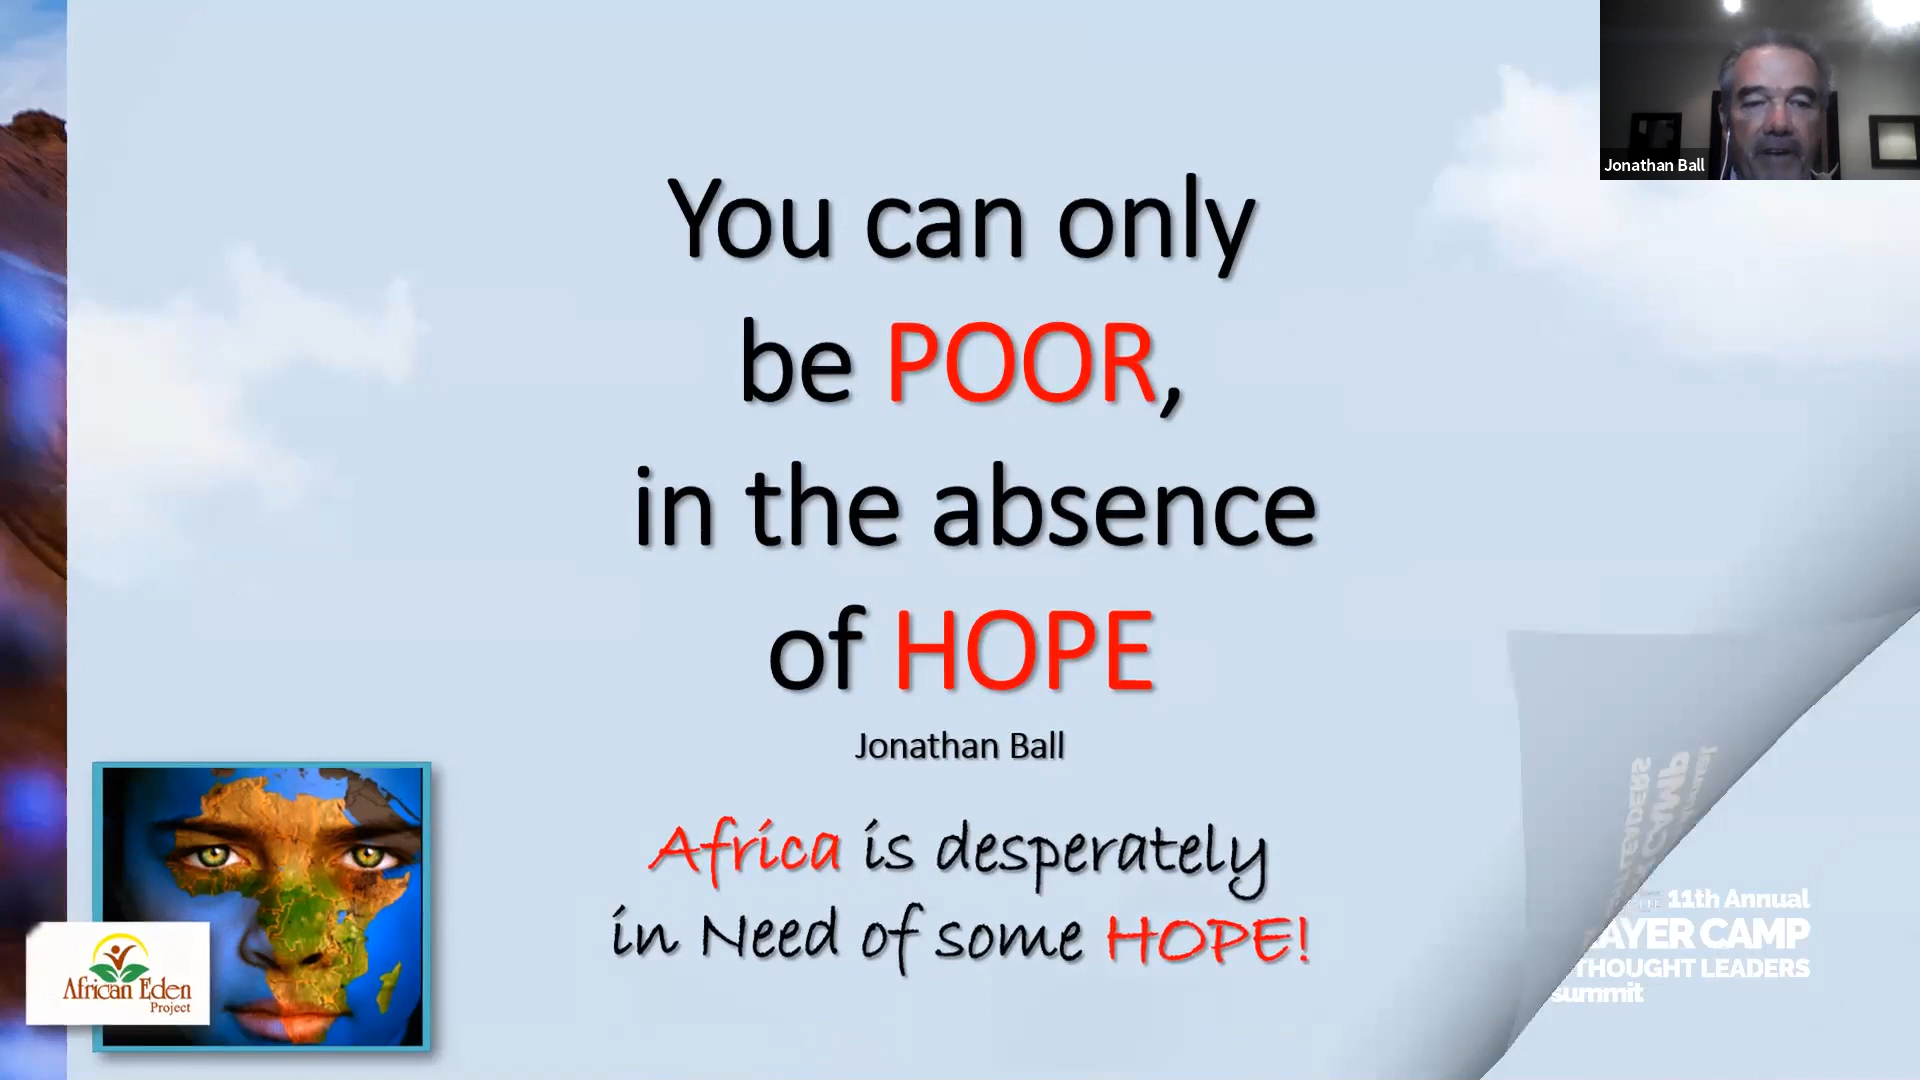 Jonathan Ball
You can only
be POOR,
in the absence
of HOPE
Jonathan Ball
Africa is desperately
in Need of some HOPE!
African Eden
Project
11th Annual
CAMP
THOUGHT LEADERS
summit